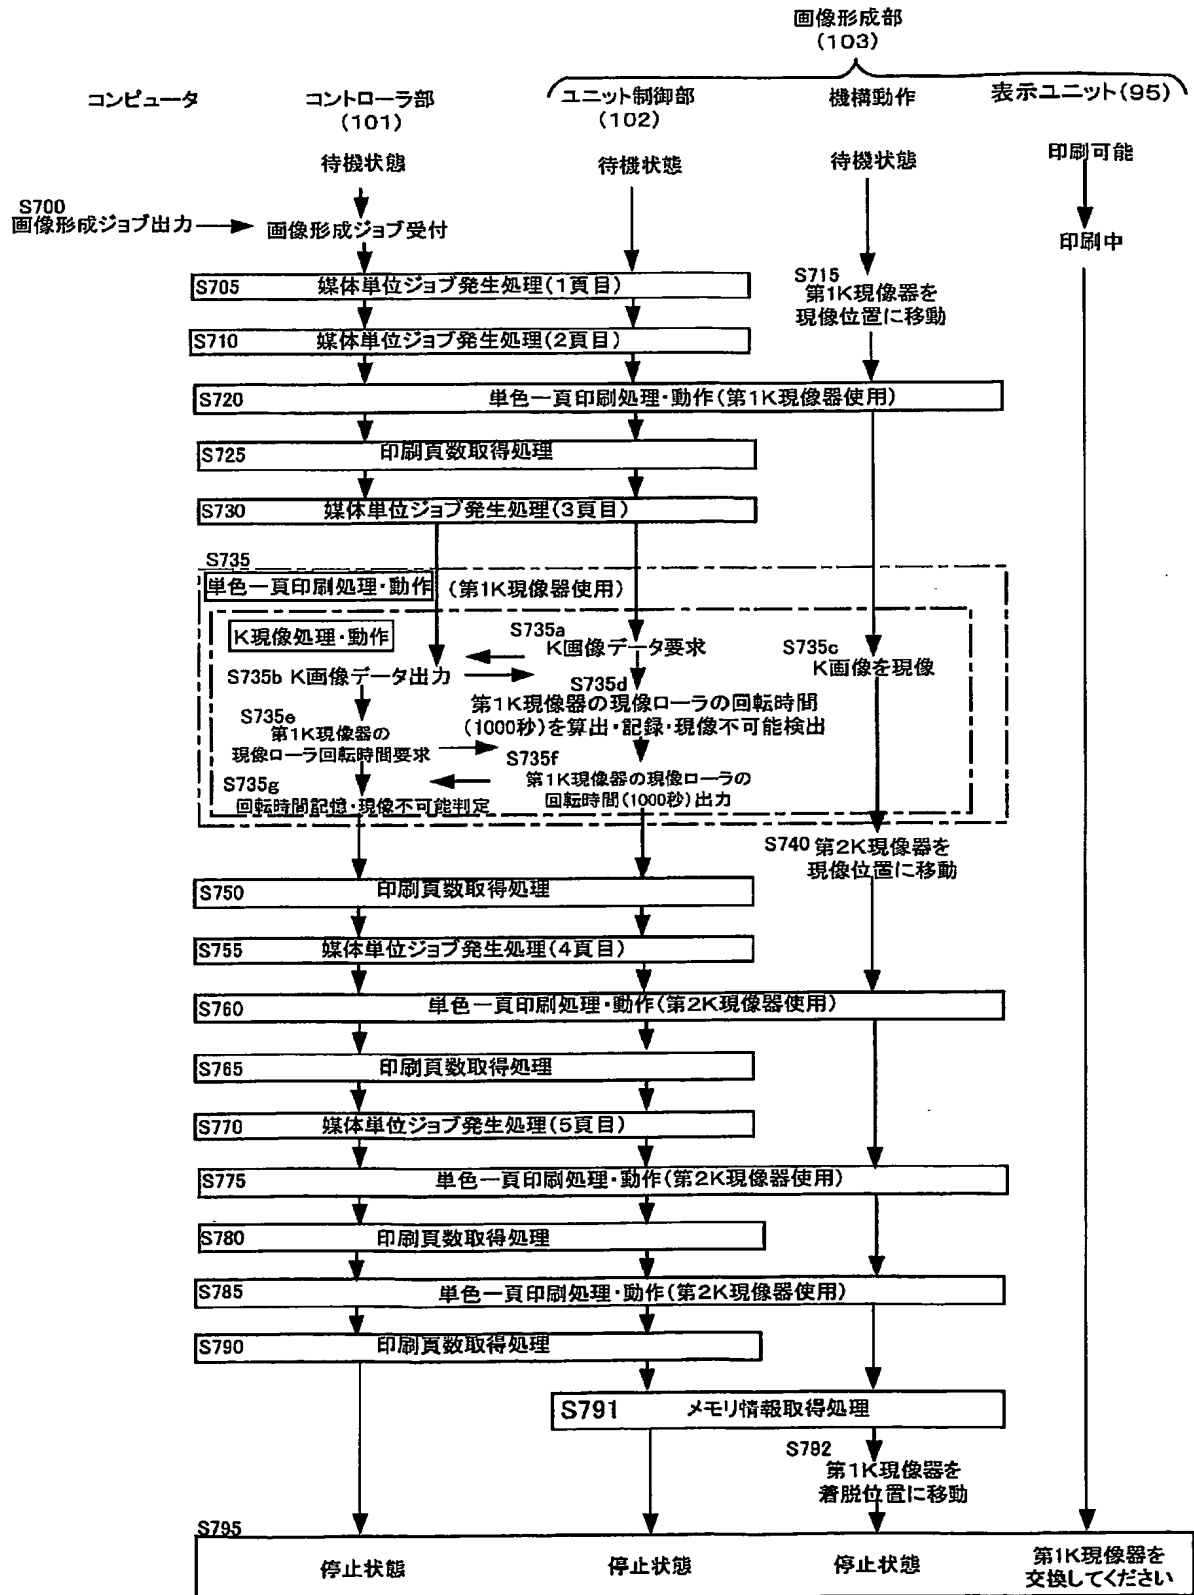 画像形成部
(103)
コンピュータ
コントローラ部
(101)
ユニット制御部
(102)
機構動作
表示ユニット(95)
待機状態
待機状態
待機状態
印刷可能
S700
画像形成ジョブ出力
画像形成ジョブ受付
印刷中
S705 媒体単位ジョブ発生処理(1頁目)
S715
第1K現像器を
現像位置に移動
S710 媒体単位ジョブ発生処理(2頁目)
S720 単色一頁印刷処理・動作(第1K現像器使用)
S725 印刷頁数取得処理
S730 媒体単位ジョブ発生処理(3頁目)
S735
単色一頁印刷処理・動作 (第1K現像器使用)
K現像処理・動作
S735a
K画像データ要求
S735b K画像データ出力
S735c
K画像を現像
S735d
第1K現像器の現像ローラの回転時間
(1000秒)を算出・記録・現像不可能検出
S735e
第1K現像器の
現像ローラ回転時間要求
S735f
第1K現像器の現像ローラの
回転時間(1000秒)出力
S735g
回転時間記憶・現像不可能判定
S740 第2K現像器を
現像位置に移動
S750 印刷頁数取得処理
S755 媒体単位ジョブ発生処理(4頁目)
S760 単色一頁印刷処理・動作(第2K現像器使用)
S765 印刷頁数取得処理
S770 媒体単位ジョブ発生処理(5頁目)
S775 単色一頁印刷処理・動作(第2K現像器使用)
S780 印刷頁数取得処理
S785 単色一頁印刷処理・動作(第2K現像器使用)
S790 印刷頁数取得処理
S791 メモリ情報取得処理
S792
第1K現像器を
着脱位置に移動
S795
停止状態
停止状態
停止状態
第1K現像器を
交換してください